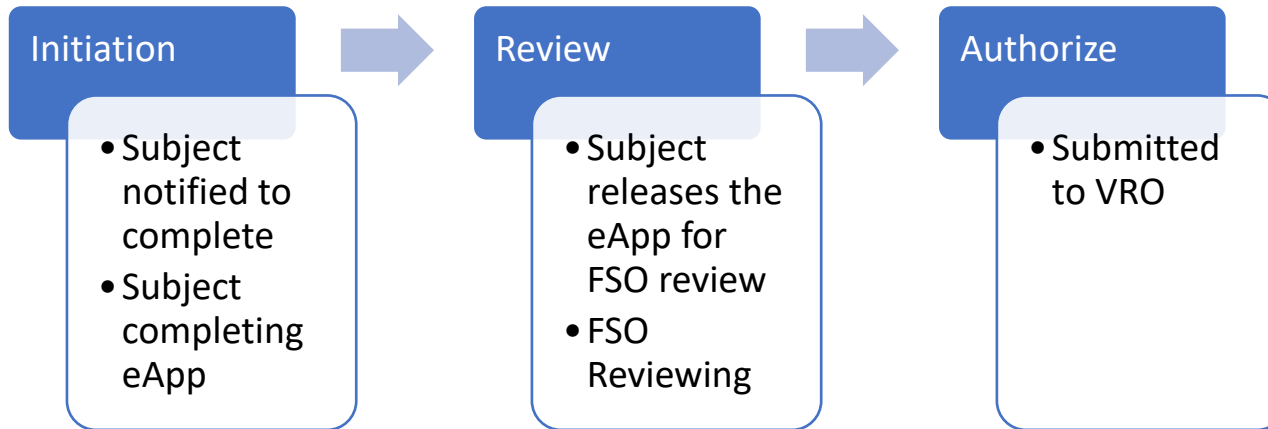 Initiation
• Subject
notified to
complete
• Subject
completing
eApp
Review
• Subject
releases the
eApp for
FSO review
• FSO
Reviewing
Authorize
• Submitted
to VRO